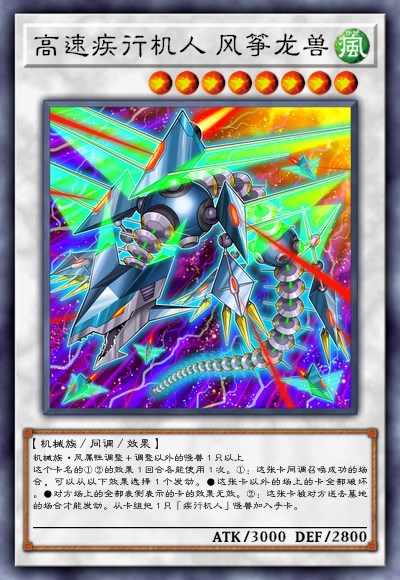 高速疾行机人 风筝龙兽
風
【机械族／同调／效果】
机械族·风属性调整＋调整以外的怪兽1只以上
这个卡名的①②的效果1回合各能使用1次。①：这张卡同调召唤成功的场
合，可以从以下效果选择1个发动。●这张卡以外的场上的卡全部破
坏。●对方场上的全部表侧表示的卡的效果无效。②：这张卡被对方送去墓地
的场合才能发动。从卡组把1只「疾行机人」怪兽加入手卡。
ATK/3000 DEF/2800